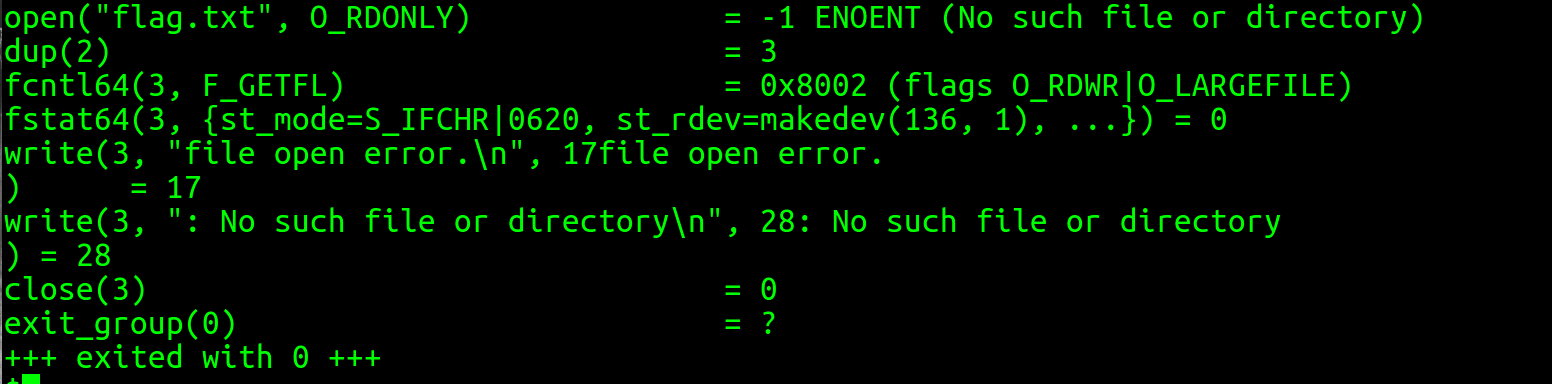 open("flag.txt", O_RDONLY) = -1 ENOENT (No such file or directory)
dup(2) = 3
fcntl64(3, F_GETFL) = 0x8002 (flags O_RDWR|O_LARGEFILE)
fstat64(3, {st_mode=S_IFCHR|0620, st_rdev=makedev(136, 1), ...}) = 0
write(3, "file open error.\n", 17file open error.
) = 17
write(3, ": No such file or directory\n", 28: No such file or directory
) = 28
close(3) = 0
exit_group(0) = ?
+++ exited with 0 +++